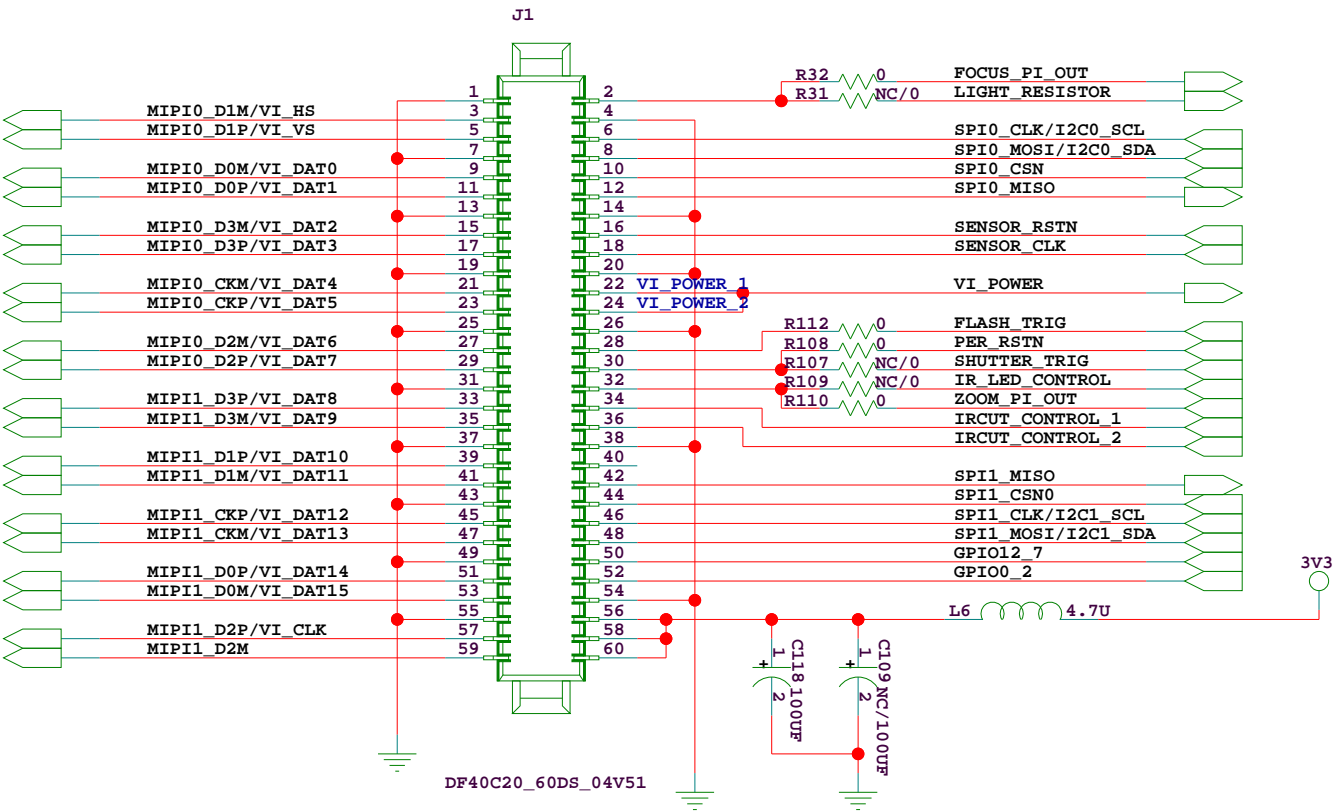 J1
R32 0 FOCUS_PI_OUT
1 2 R31 NC/0 LIGHT_RESISTOR
MIPI0_D1M/VI_HS 3 4
MIPI0_D1P/VI_VS 5 6 SPI0_CLK/I2C0_SCL
7 8 SPI0_MOSI/I2C0_SDA
MIPI0_D0M/VI_DAT0 9 10 SPI0_CSN
MIPI0_D0P/VI_DAT1 11 12 SPI0_MISO
13 14
MIPI0_D3M/VI_DAT2 15 16 SENSOR_RSTN
MIPI0_D3P/VI_DAT3 17 18 SENSOR_CLK
19 20
MIPI0_CKM/VI_DAT4 21 22 VI_POWER_1 VI_POWER
MIPI0_CKP/VI_DAT5 23 24 VI_POWER_2
25 26 R112 0 FLASH_TRIG
MIPI0_D2M/VI_DAT6 27 28 R108 0 PER_RSTN
MIPI0_D2P/VI_DAT7 29 30 R107 NC/0 SHUTTER_TRIG
31 32 R109 NC/0 IR_LED_CONTROL
MIPI1_D3P/VI_DAT8 33 34 R110 0 ZOOM_PI_OUT
MIPI1_D3M/VI_DAT9 35 36 IRCUT_CONTROL_1
37 38 IRCUT_CONTROL_2
MIPI1_D1P/VI_DAT10 39 40
MIPI1_D1M/VI_DAT11 41 42 SPI1_MISO
43 44 SPI1_CSN0
MIPI1_CKP/VI_DAT12 45 46 SPI1_CLK/I2C1_SCL
MIPI1_CKM/VI_DAT13 47 48 SPI1_MOSI/I2C1_SDA
49 50 GPIO12_7
MIPI1_D0P/VI_DAT14 51 52 GPIO0_2
3V3
MIPI1_D0M/VI_DAT15 53 54
55 56 L6 4.7U
MIPI1_D2P/VI_CLK 57 58
MIPI1_D2M 59 60
1 + 2 C118 100UF
1 + 2 C109 NC/100UF
DF40C20_60DS_04V51